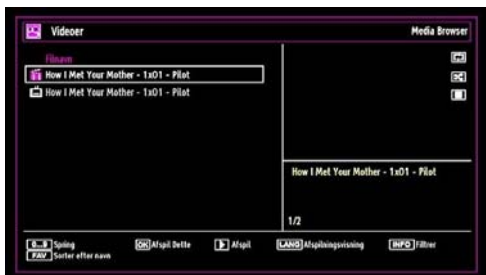 Videoer
Media Browser
Filnavn
How I Met Your Mother - 1x01 - Pilot
How I Met Your Mother - 1x01 - Pilot
How I Met Your Mother - 1x01 - Pilot
1/2
0...9 Spring OK Afspil Dette Afspil LANG Afspilningsvisning INFO Filtrer
FAV Sorter efter navn